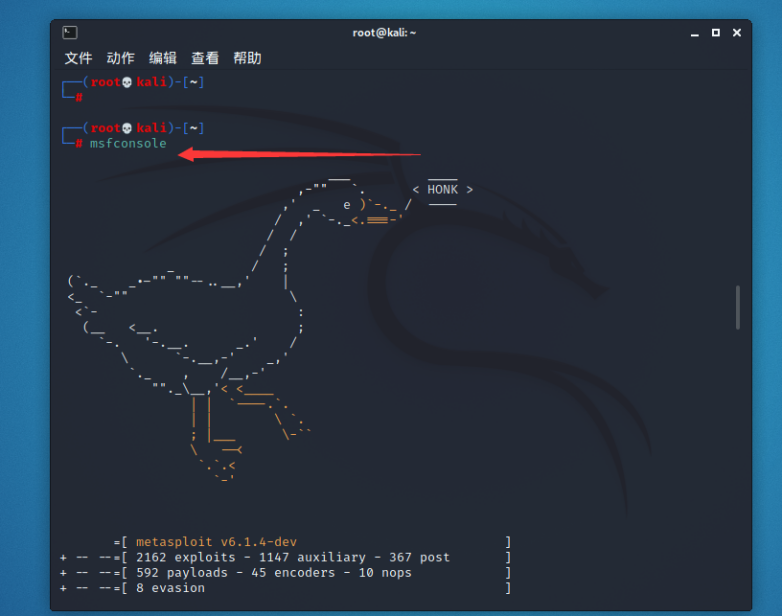 root@kali: ~
文件 动作 编辑 查看 帮助
(root💀kali)-[~]
#
(root💀kali)-[~]
# msfconsole
< HONK >
e
=[ metasploit v6.1.4-dev ]
+ -- --=[ 2162 exploits - 1147 auxiliary - 367 post ]
+ -- --=[ 592 payloads - 45 encoders - 10 nops ]
+ -- --=[ 8 evasion ]